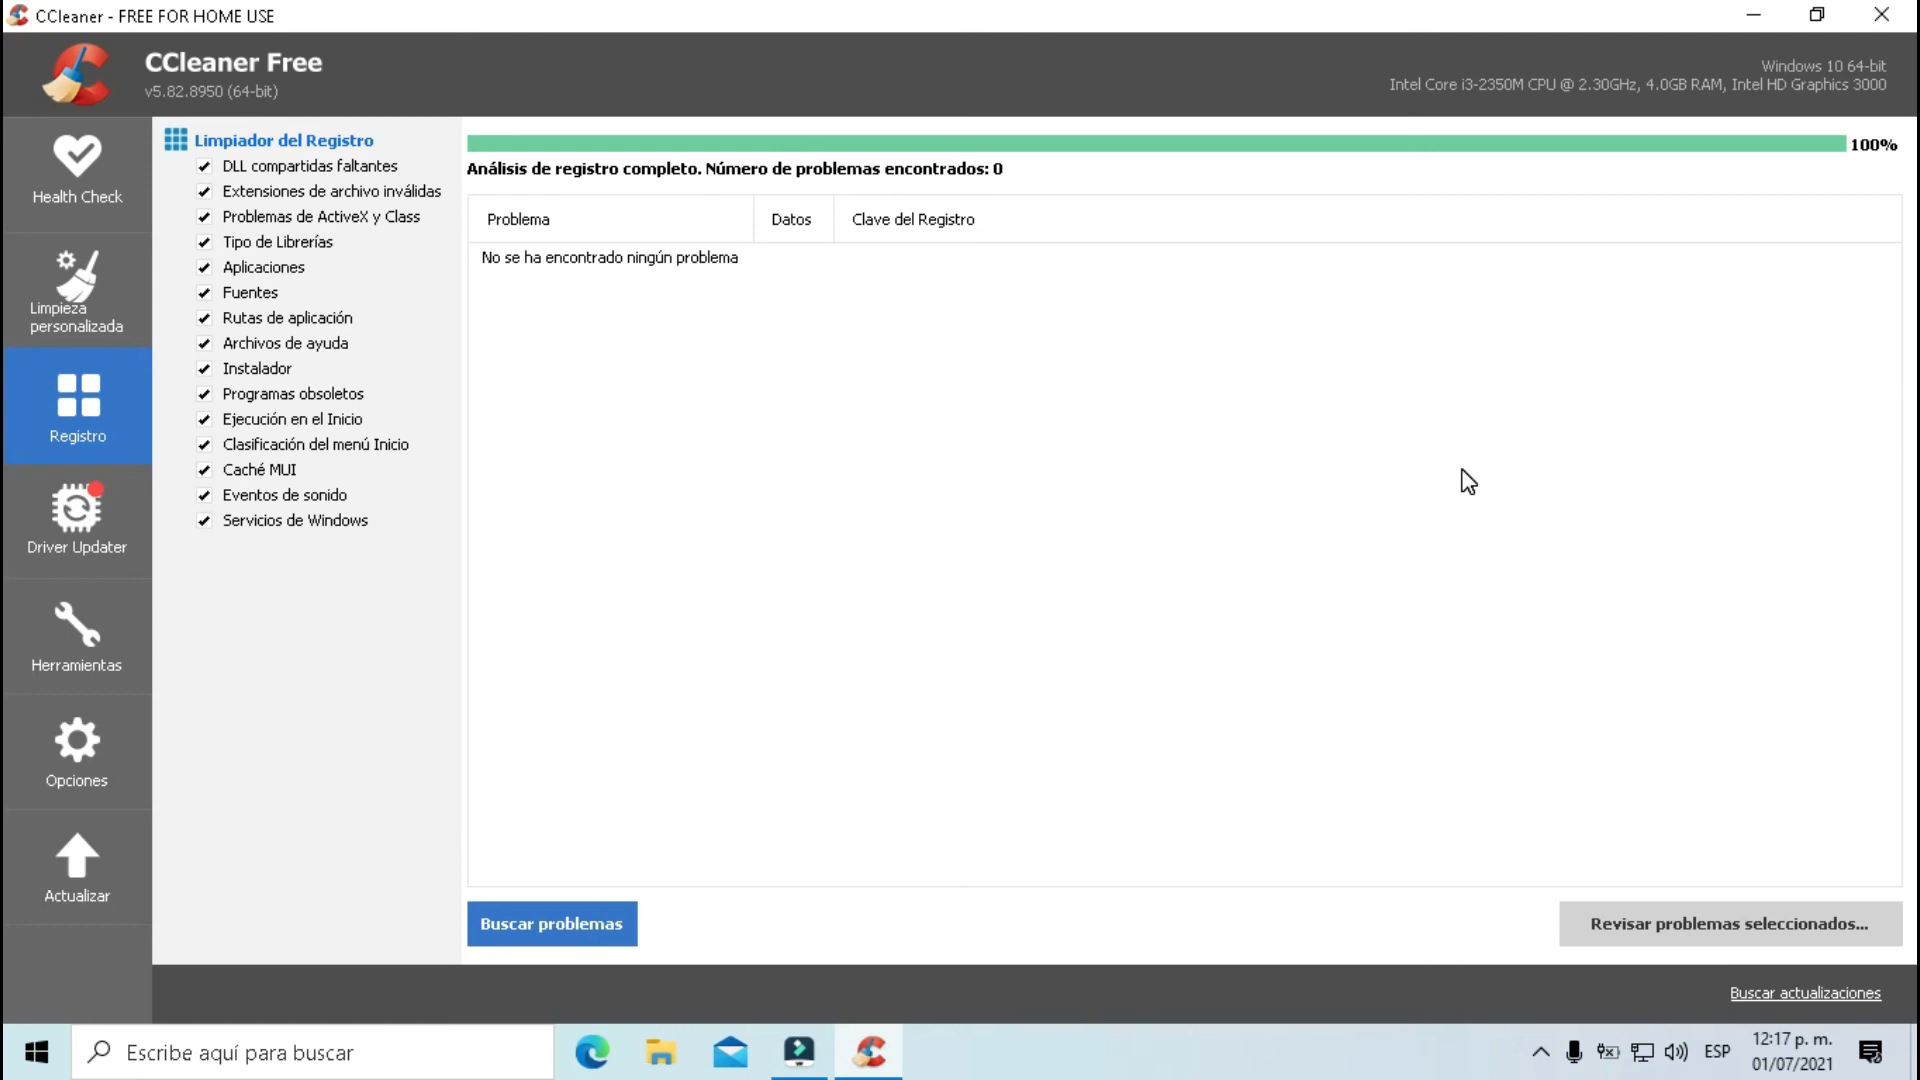 CCleaner - FREE FOR HOME USE
CCleaner Free
v5.82.8950 (64-bit)
Windows 10 64-bit
Intel Core i3-2350M CPU @ 2.30GHz, 4.0GB RAM, Intel HD Graphics 3000
Health Check
Limpieza
personalizada
Registro
Driver Updater
Herramientas
Opciones
Actualizar
Limpiador del Registro
DLL compartidas faltantes
Extensiones de archivo inválidas
Problemas de ActiveX y Class
Tipo de Librerías
Aplicaciones
Fuentes
Rutas de aplicación
Archivos de ayuda
Instalador
Programas obsoletos
Ejecución en el Inicio
Clasificación del menú Inicio
Caché MUI
Eventos de sonido
Servicios de Windows
100%
Análisis de registro completo. Número de problemas encontrados: 0
Problema Datos Clave del Registro
No se ha encontrado ningún problema
Buscar problemas
Revisar problemas seleccionados...
Buscar actualizaciones
Escribe aquí para buscar
ESP
12:17 p. m.
01/07/2021